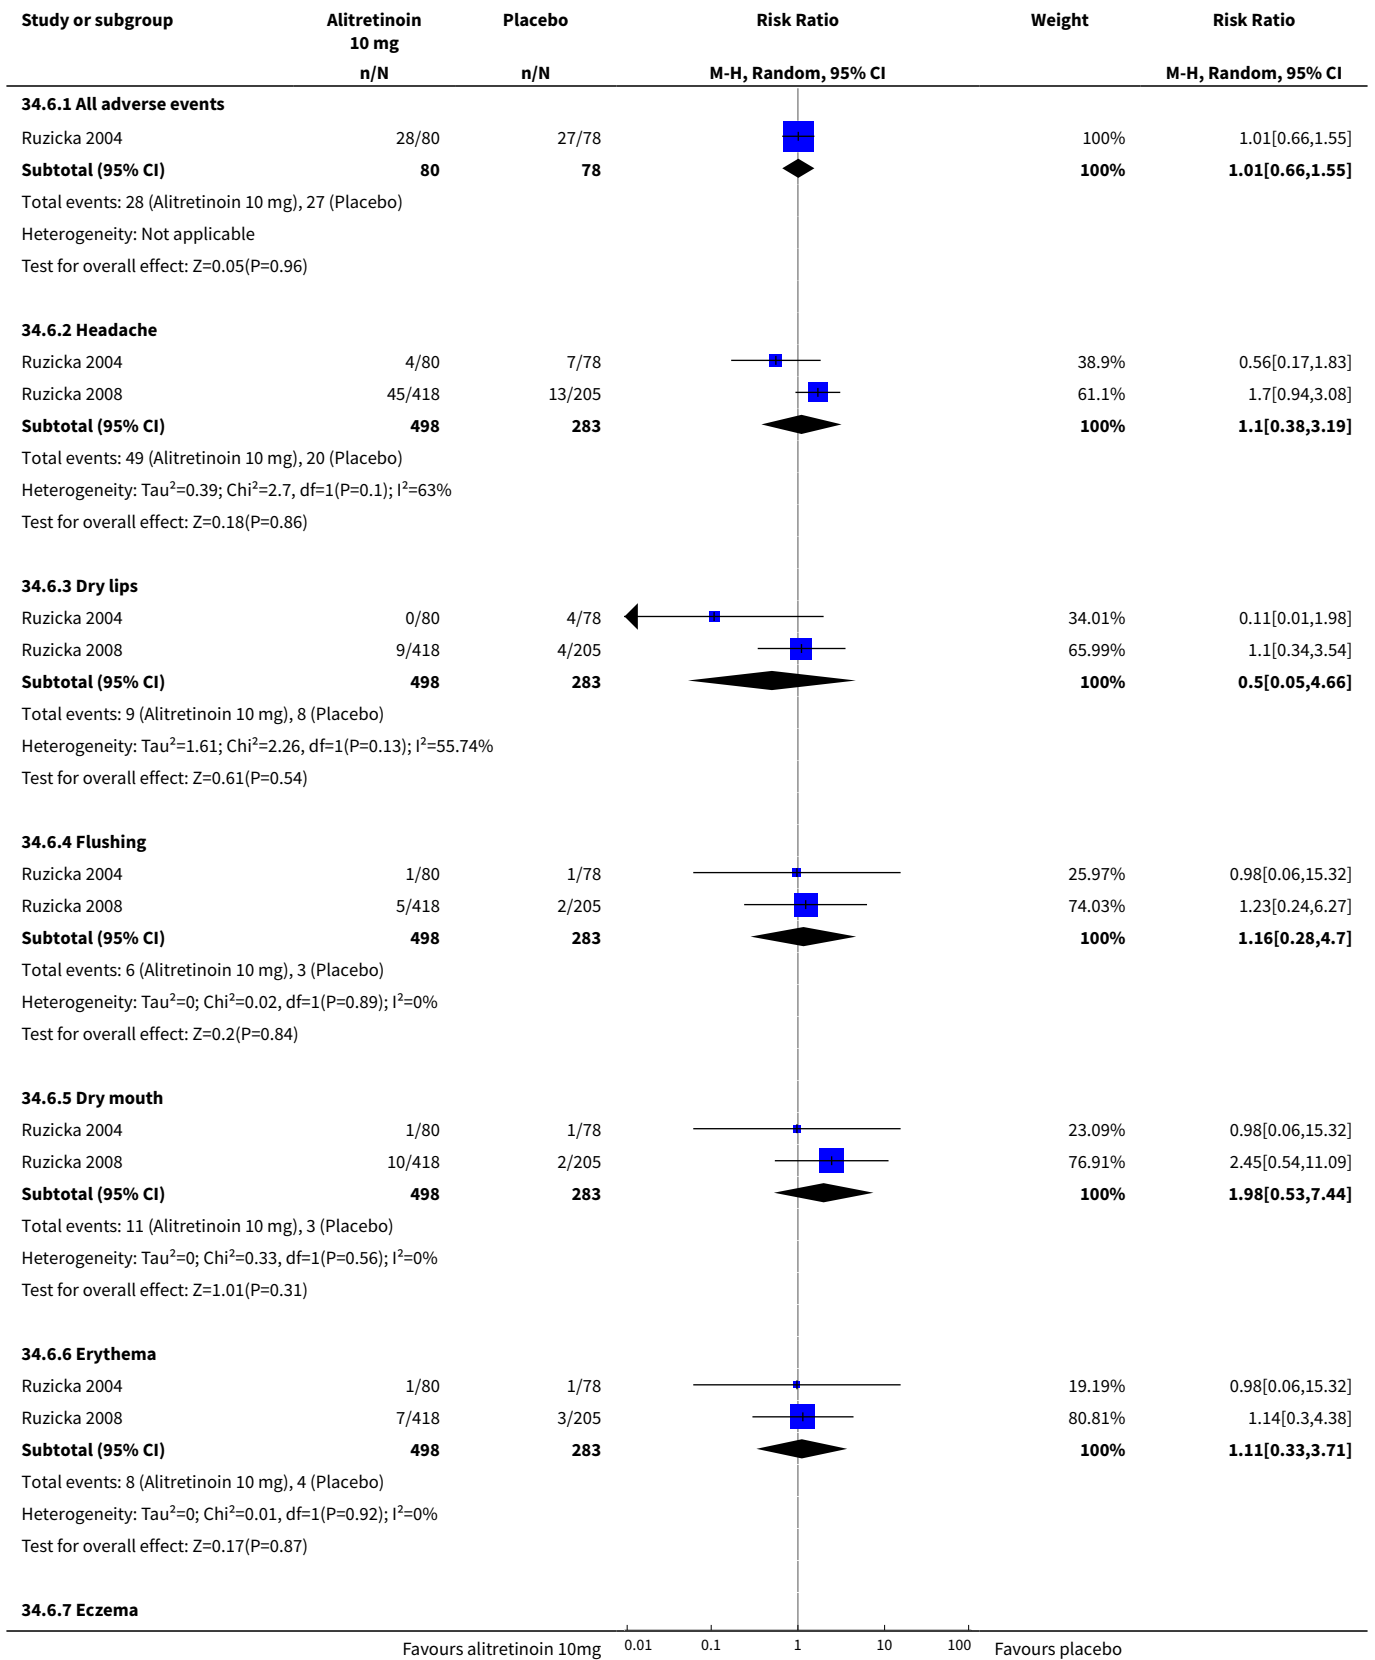 Study or subgroup Alitretinoin 10 mg Placebo Risk Ratio Weight Risk Ratio
n/N n/N M-H, Random, 95% CI M-H, Random, 95% CI
34.6.1 All adverse events
Ruzicka 2004 28/80 27/78 100% 1.01[0.66,1.55]
Subtotal (95% CI) 80 78 100% 1.01[0.66,1.55]
Total events: 28 (Alitretinoin 10 mg), 27 (Placebo)
Heterogeneity: Not applicable
Test for overall effect: Z=0.05(P=0.96)
34.6.2 Headache
Ruzicka 2004 4/80 7/78 38.9% 0.56[0.17,1.83]
Ruzicka 2008 45/418 13/205 61.1% 1.7[0.94,3.08]
Subtotal (95% CI) 498 283 100% 1.1[0.38,3.19]
Total events: 49 (Alitretinoin 10 mg), 20 (Placebo)
Heterogeneity: Tau²=0.39; Chi²=2.7, df=1(P=0.1); I²=63%
Test for overall effect: Z=0.18(P=0.86)
34.6.3 Dry lips
Ruzicka 2004 0/80 4/78 34.01% 0.11[0.01,1.98]
Ruzicka 2008 9/418 4/205 65.99% 1.1[0.34,3.54]
Subtotal (95% CI) 498 283 100% 0.5[0.05,4.66]
Total events: 9 (Alitretinoin 10 mg), 8 (Placebo)
Heterogeneity: Tau²=1.61; Chi²=2.26, df=1(P=0.13); I²=55.74%
Test for overall effect: Z=0.61(P=0.54)
34.6.4 Flushing
Ruzicka 2004 1/80 1/78 25.97% 0.98[0.06,15.32]
Ruzicka 2008 5/418 2/205 74.03% 1.23[0.24,6.27]
Subtotal (95% CI) 498 283 100% 1.16[0.28,4.7]
Total events: 6 (Alitretinoin 10 mg), 3 (Placebo)
Heterogeneity: Tau²=0; Chi²=0.02, df=1(P=0.89); I²=0%
Test for overall effect: Z=0.2(P=0.84)
34.6.5 Dry mouth
Ruzicka 2004 1/80 1/78 23.09% 0.98[0.06,15.32]
Ruzicka 2008 10/418 2/205 76.91% 2.45[0.54,11.09]
Subtotal (95% CI) 498 283 100% 1.98[0.53,7.44]
Total events: 11 (Alitretinoin 10 mg), 3 (Placebo)
Heterogeneity: Tau²=0; Chi²=0.33, df=1(P=0.56); I²=0%
Test for overall effect: Z=1.01(P=0.31)
34.6.6 Erythema
Ruzicka 2004 1/80 1/78 19.19% 0.98[0.06,15.32]
Ruzicka 2008 7/418 3/205 80.81% 1.14[0.3,4.38]
Subtotal (95% CI) 498 283 100% 1.11[0.33,3.71]
Total events: 8 (Alitretinoin 10 mg), 4 (Placebo)
Heterogeneity: Tau²=0; Chi²=0.01, df=1(P=0.92); I²=0%
Test for overall effect: Z=0.17(P=0.87)
34.6.7 Eczema
Favours alitretinoin 10mg 0.01 0.1 1 10 100 Favours placebo